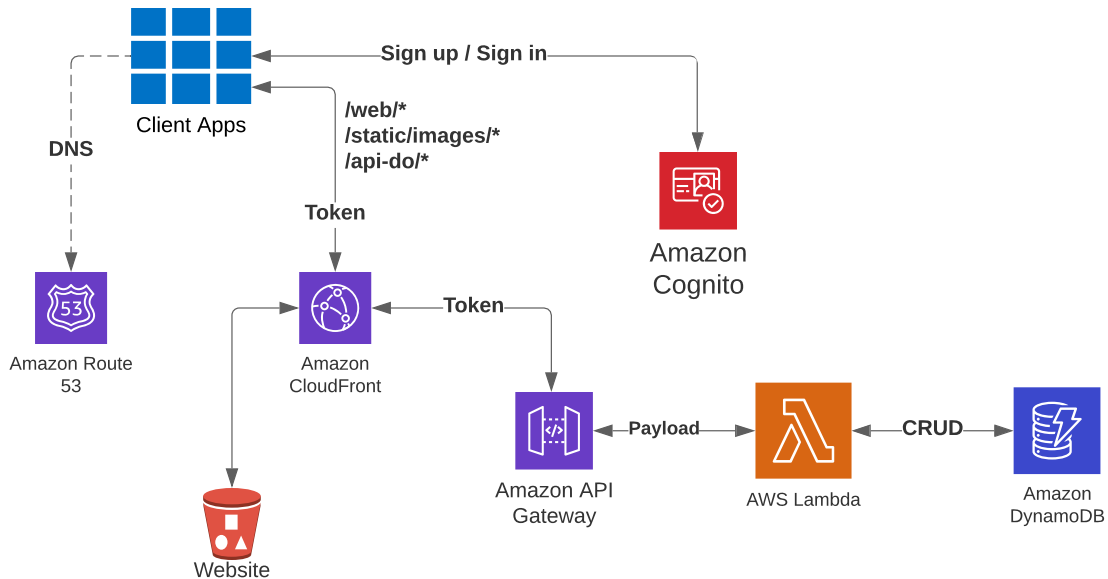 Sign up / Sign in
Client Apps
/web/*
/static/images/*
/api-do/*
DNS
Token
Amazon
Cognito
53
Token
Amazon Route
53
Amazon
CloudFront
</>
Payload
CRUD
Amazon API
Gateway
AWS Lambda
Amazon
DynamoDB
Website